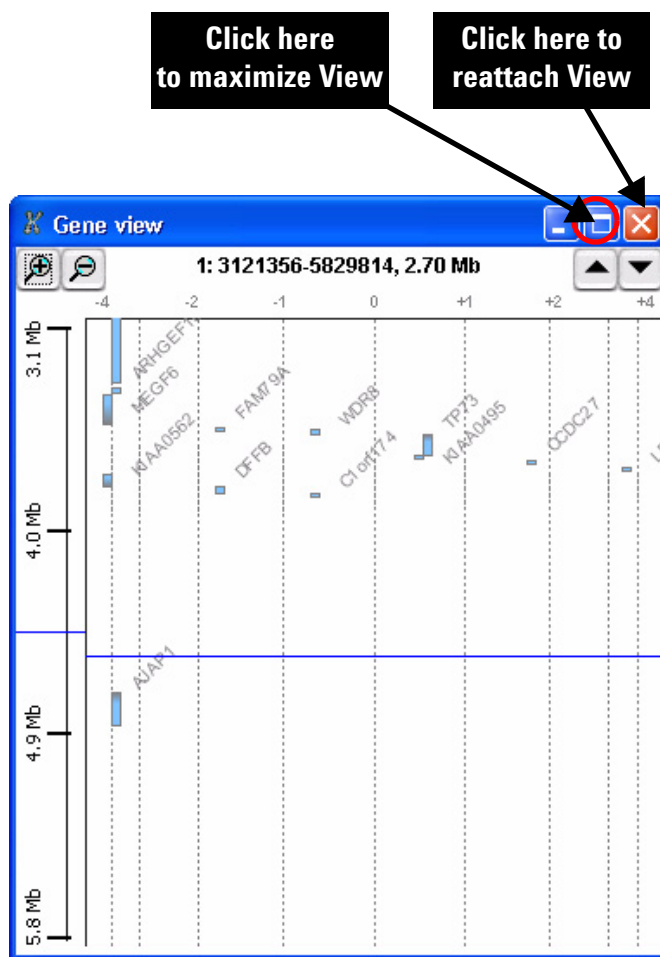 Click here
to maximize View
Click here to
reattach View
Gene view
1: 3121356-5829814, 2.70 Mb
-4 -2 -1 0 +1 +2 +4
3.1 Mb
4.0 Mb
4.9 Mb
5.8 Mb
MEGF6
KIAA0562
FAM79A
DFFB
WDR8
C1orf174
TP73
KIAA0495
CCDC27
AJAP1